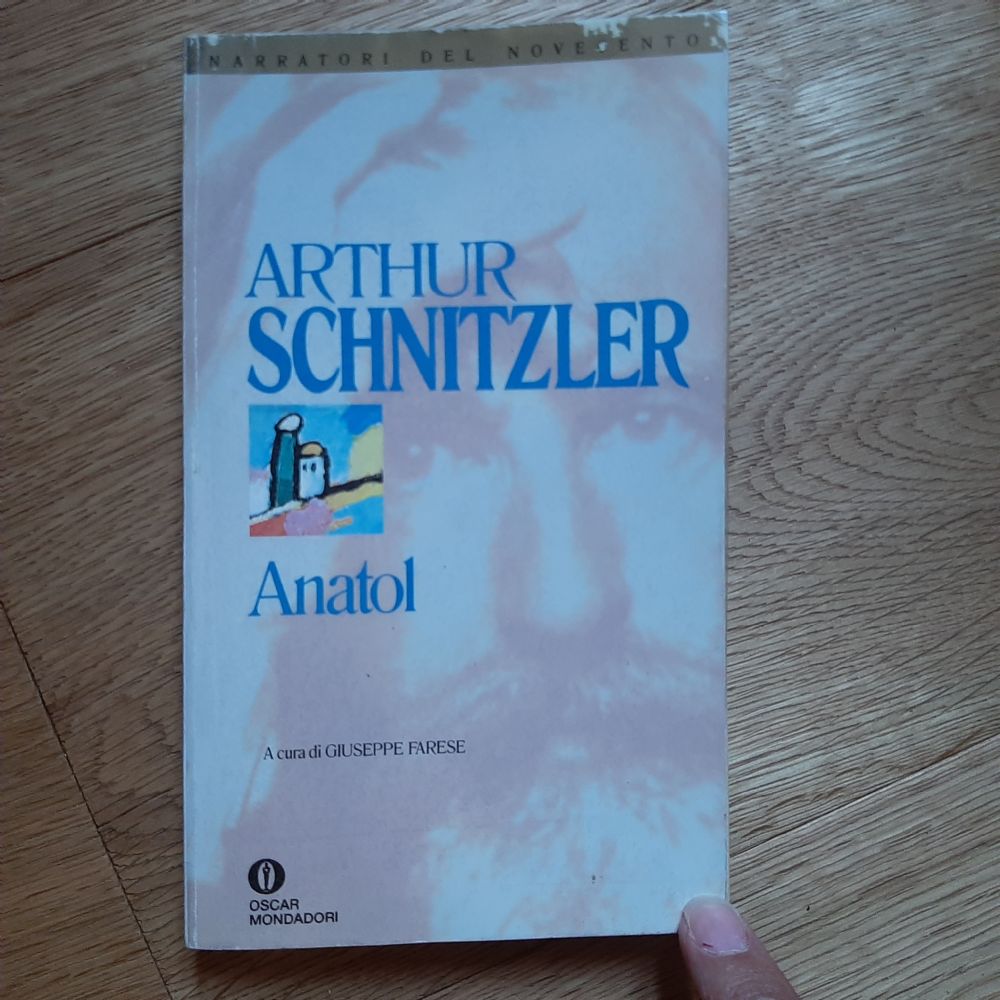 NARRATORI DEL NOVECENTO
ARTHUR
SCHNITZLER
Anatol
A cura di GIUSEPPE FARESE
OSCAR
MONDADORI